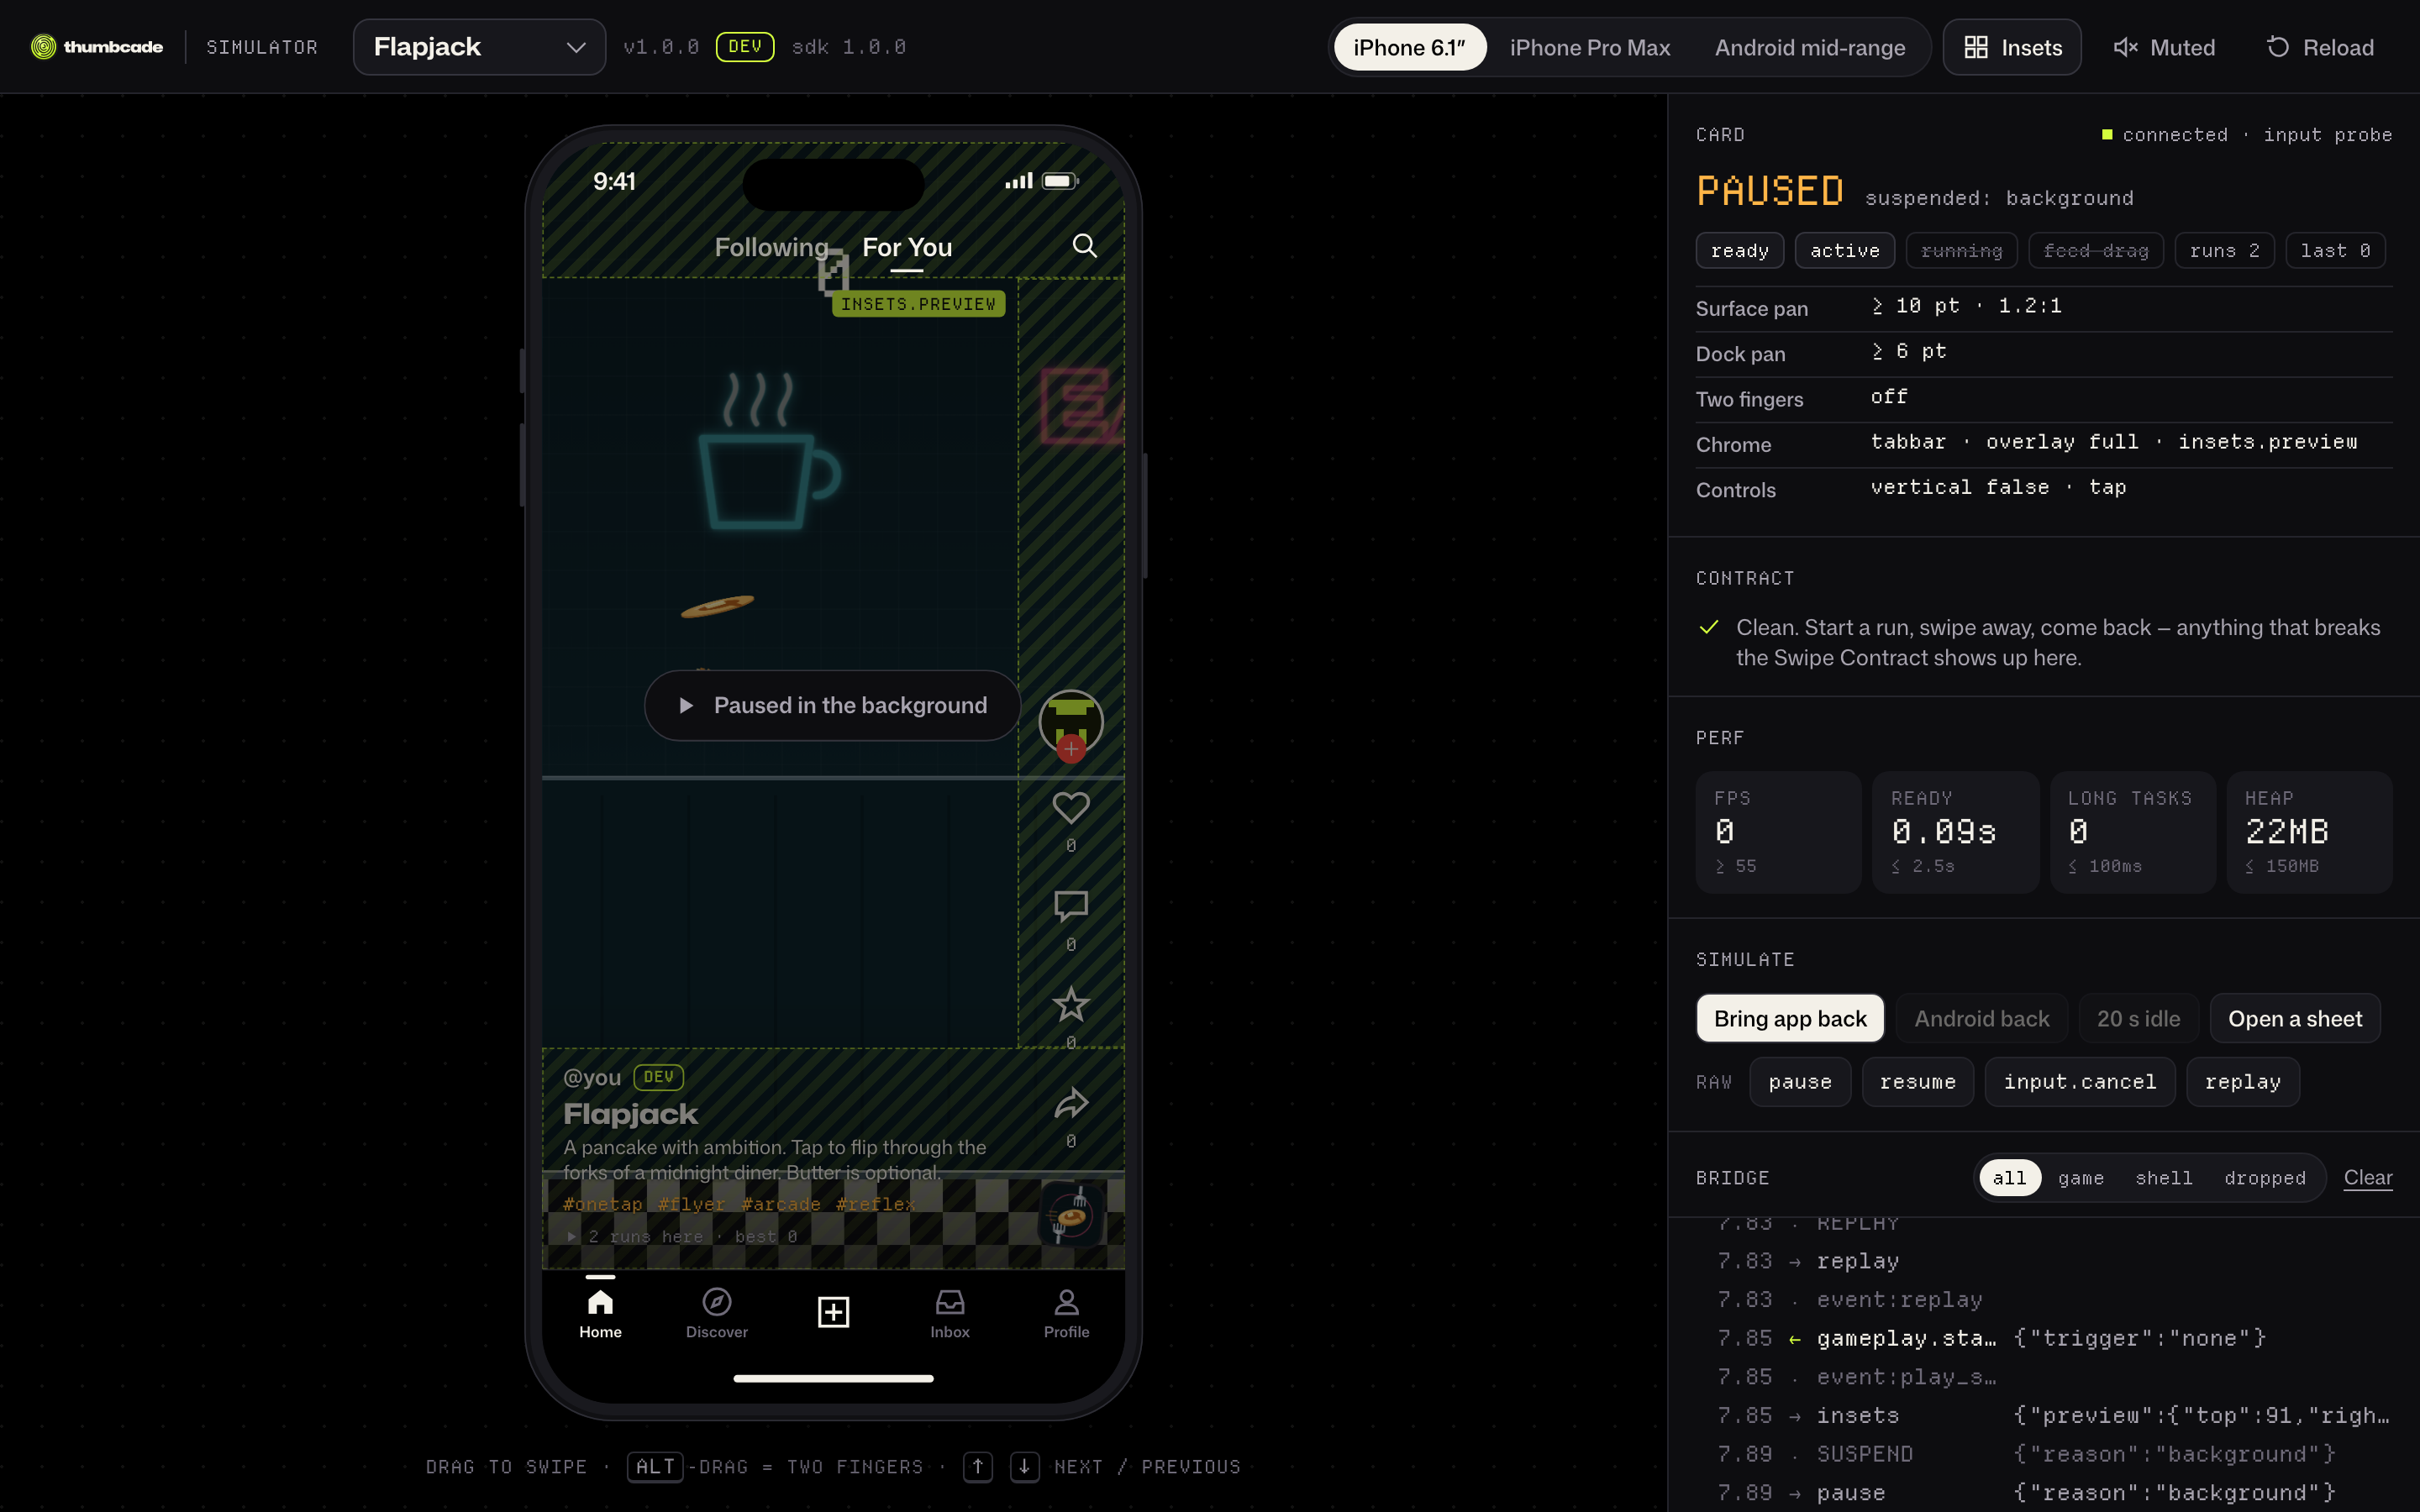 thumbcade SIMULATOR Flapjack v1.0.0 DEV sdk 1.0.0 iPhone 6.1″ iPhone Pro Max Android mid-range Insets Muted Reload
9:41
Following For You
0
INSETS.PREVIEW
E
Paused in the background
0
0
0
0
@you DEV
Flapjack
A pancake with ambition. Tap to flip through the
forks of a midnight diner. Butter is optional.
#onetap #flyer #arcade #reflex
2 runs here · best 0
Home Discover Inbox Profile
DRAG TO SWIPE · ALT-DRAG = TWO FINGERS · ↑ ↓ NEXT / PREVIOUS
CARD connected · input probe
PAUSED suspended: background
ready active running feed drag runs 2 last 0
Surface pan ≥ 10 pt · 1.2:1
Dock pan ≥ 6 pt
Two fingers off
Chrome tabbar · overlay full · insets.preview
Controls vertical false · tap
CONTRACT
Clean. Start a run, swipe away, come back – anything that breaks
the Swipe Contract shows up here.
PERF
FPS READY LONG TASKS HEAP
0 0.09s 0 22MB
≥ 55 ≤ 2.5s ≤ 100ms ≤ 150MB
SIMULATE
Bring app back Android back 20 s idle Open a sheet
RAW pause resume input.cancel replay
BRIDGE all game shell dropped Clear
7.83 · REPLAY
7.83 → replay
7.83 · event:replay
7.85 ← gameplay.sta… {"trigger":"none"}
7.85 · event:play_s…
7.85 → insets {"preview":{"top":91,"righ…
7.89 · SUSPEND {"reason":"background"}
7.89 → pause {"reason":"background"}